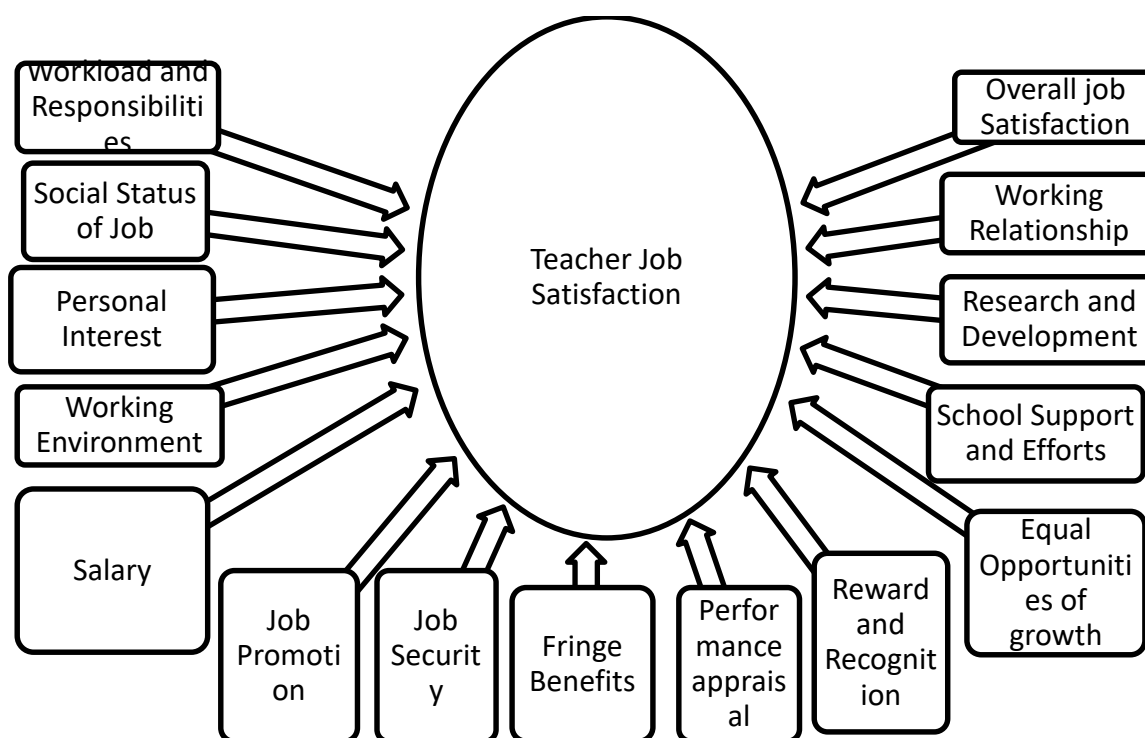 Workload and
Responsibiliti
es
Social Status
of Job
Personal
Interest
Working
Environment
Salary
Job
Promoti
on
Job
Securit
y
Fringe
Benefits
Perfor
mance
apprais
al
Reward
and
Recognit
ion
Equal
Opportuniti
es of
growth
School Support
and Efforts
Research and
Development
Working
Relationship
Overall job
Satisfaction
Teacher Job
Satisfaction